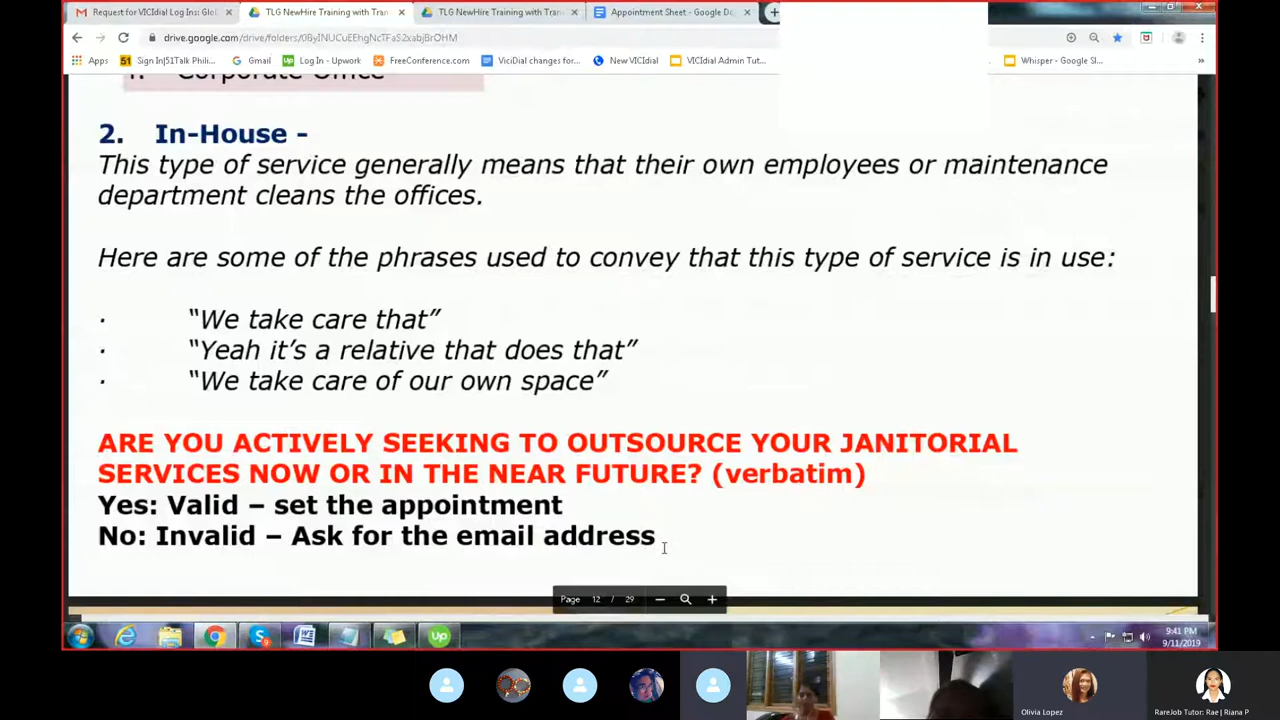 Request for VICIdial Log Ins: Glo
TLG NewHire Training with Tran
TLG NewHire Training with Tran
Appointment Sheet - Google Do
drive.google.com/drive/folders/0ByINUCuEEhgNcTFaS2xabjBrOHM
Apps
Sign In|51Talk Phili...
Gmail
Log In - Upwork
FreeConference.com
ViciDial changes for...
New VICIdial
VICIdial Admin Tut...
Whisper - Google Sl...
»
1. Corporate Office
2. In-House -
This type of service generally means that their own employees or maintenance
department cleans the offices.
Here are some of the phrases used to convey that this type of service is in use:
· “We take care that”
· “Yeah it’s a relative that does that”
· “We take care of our own space”
ARE YOU ACTIVELY SEEKING TO OUTSOURCE YOUR JANITORIAL
SERVICES NOW OR IN THE NEAR FUTURE? (verbatim)
Yes: Valid – set the appointment
No: Invalid – Ask for the email address
Page 12 / 29
9:41 PM
9/11/2019
Olivia Lopez
RareJob Tutor: Rae | Riana P